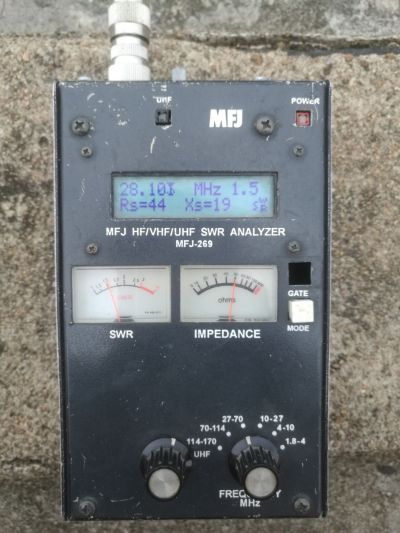 UHF
MFJ
POWER
28.10 MHz 1.5
Rs=44 Xs=19 SWR
MFJ HF/VHF/UHF SWR ANALYZER
MFJ-269
SWR
ohms
IMPEDANCE
GATE
MODE
27-70 10-27
70-114 4-10
114-170 1.8-4
UHF
FREQUENCY
MHz